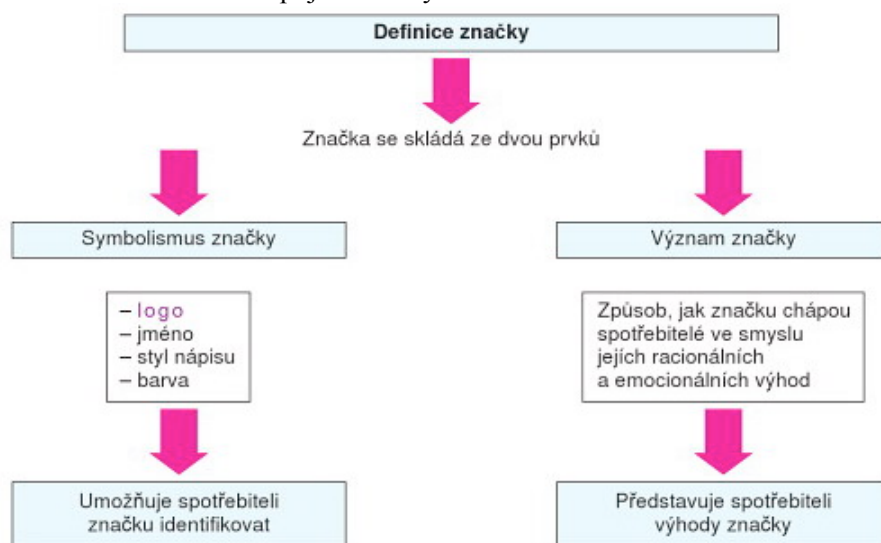 Definice značky
Značka se skládá ze dvou prvků
Symbolismus značky
– logo
– jméno
– styl nápisu
– barva
Umožňuje spotřebiteli
značku identifikovat
Význam značky
Způsob, jak značku chápou
spotřebitelé ve smyslu
jejích racionálních
a emocionálních výhod
Představuje spotřebiteli
výhody značky